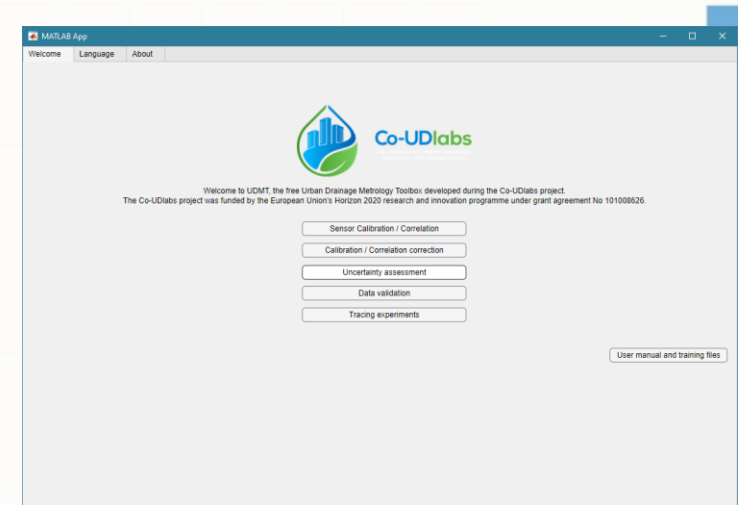 MATLAB App
Welcome Language About
Co-UDlabs
Welcome to UDMT, the free Urban Drainage Metrology Toolbox developed during the Co-UDlabs project.
The Co-UDlabs project was funded by the European Union's Horizon 2020 research and innovation programme under grant agreement No 101008626.
Sensor Calibration / Correlation
Calibration / Correlation correction
Uncertainty assessment
Data validation
Tracing experiments
User manual and training files